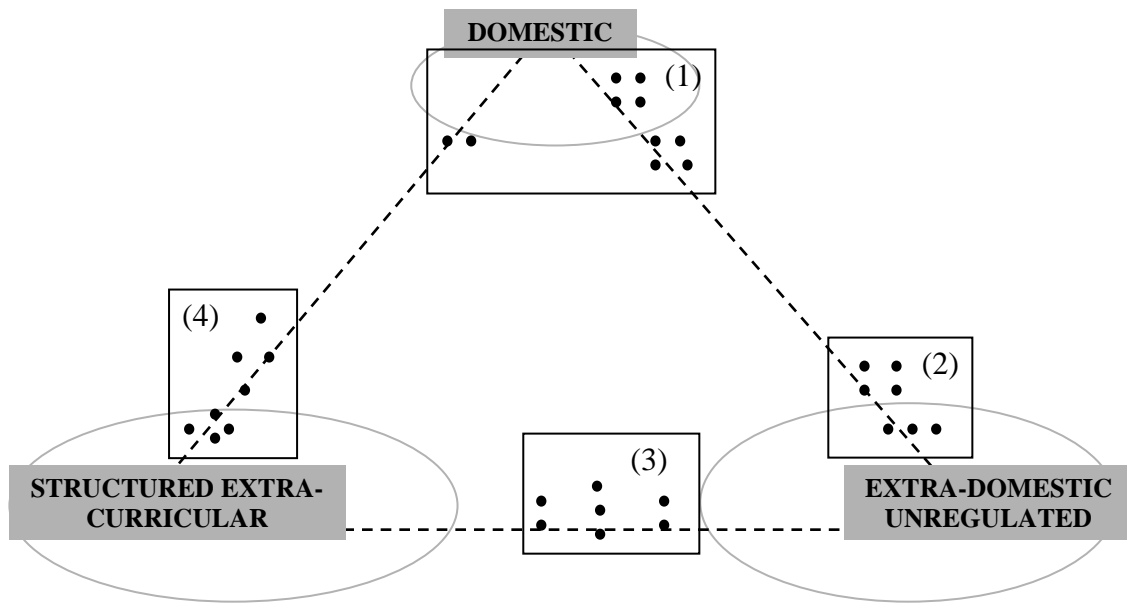 DOMESTIC
(1)
(4)
(2)
(3)
STRUCTURED EXTRA-
CURRICULAR
EXTRA-DOMESTIC
UNREGULATED